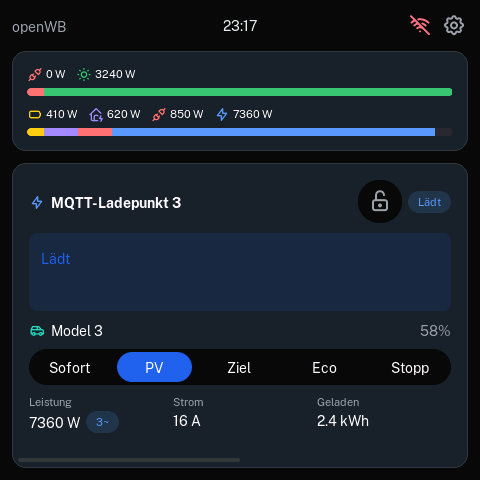 openWB 23:17
0 W 3240 W
410 W 620 W 850 W 7360 W
MQTT-Ladepunkt 3 Lädt
Lädt
Model 3 58%
Sofort PV Ziel Eco Stopp
Leistung Strom Geladen
7360 W 3~ 16 A 2.4 kWh